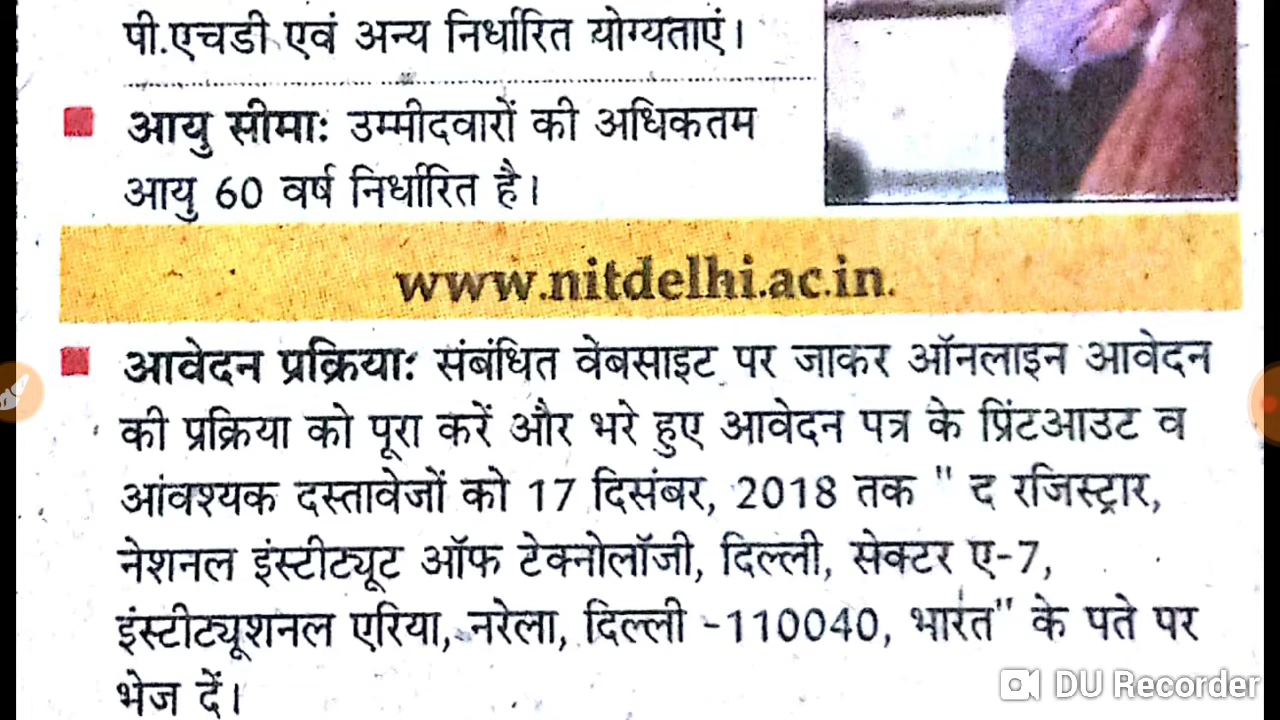 पी.एचडी एवं अन्य निर्धारित योग्यताएं।
आयु सीमा: उम्मीदवारों की अधिकतम
आयु 60 वर्ष निर्धारित है।
www.nitdelhi.ac.in.
आवेदन प्रक्रिया: संबंधित वेबसाइट पर जाकर ऑनलाइन आवेदन
की प्रक्रिया को पूरा करें और भरे हुए आवेदन पत्र के प्रिंटआउट व
आंवश्यक दस्तावेजों को 17 दिसंबर, 2018 तक " द रजिस्ट्रार,
नेशनल इंस्टीट्यूट ऑफ टेक्नोलॉजी, दिल्ली, सेक्टर ए-7,
इंस्टीट्यूशनल एरिया, नरेला, दिल्ली -110040, भारत" के पते पर
भेज दें।
DU Recorder